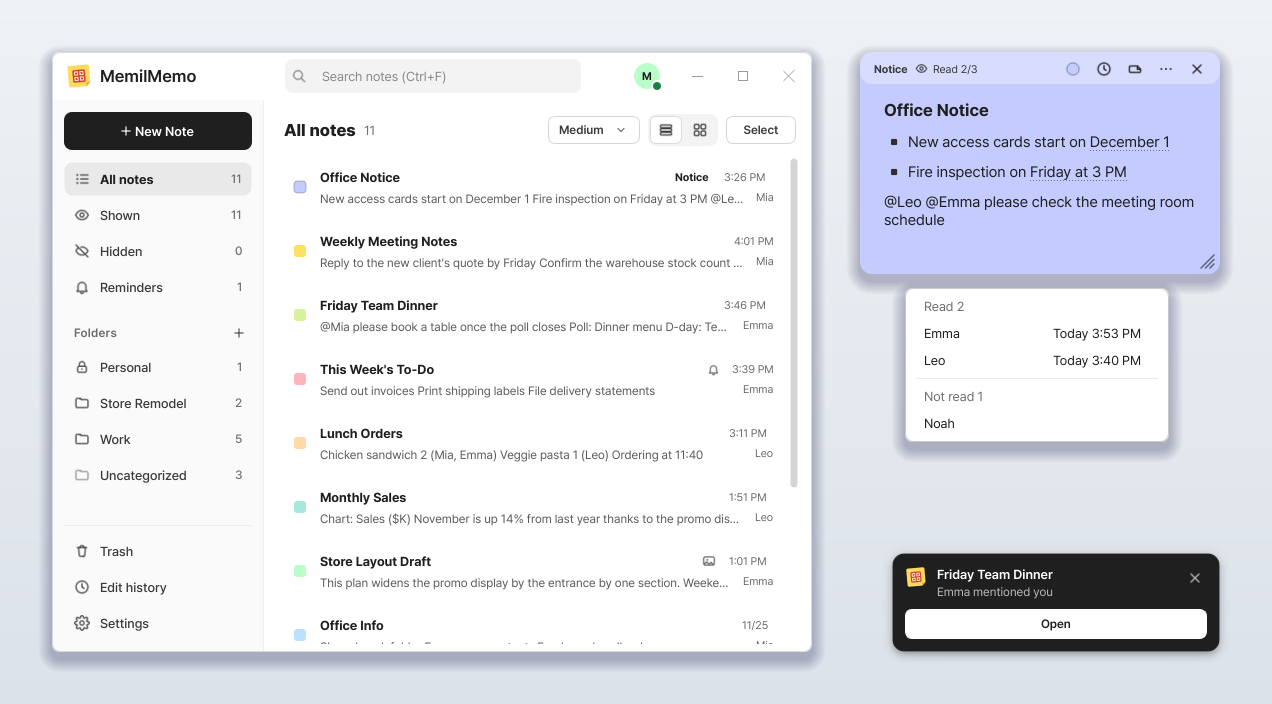 MemilMemo
Search notes (Ctrl+F)
M
+ New Note
All notes 11
Shown 11
Hidden 0
Reminders 1
Folders +
Personal 1
Store Remodel 2
Work 5
Uncategorized 3
Trash
Edit history
Settings
All notes 11
Medium
Select
Office Notice Notice 3:26 PM
New access cards start on December 1 Fire inspection on Friday at 3 PM @Le... Mia
Weekly Meeting Notes 4:01 PM
Reply to the new client's quote by Friday Confirm the warehouse stock count ... Mia
Friday Team Dinner 3:46 PM
@Mia please book a table once the poll closes Poll: Dinner menu D-day: Te... Emma
This Week's To-Do 3:39 PM
Send out invoices Print shipping labels File delivery statements Emma
Lunch Orders 3:11 PM
Chicken sandwich 2 (Mia, Emma) Veggie pasta 1 (Leo) Ordering at 11:40 Leo
Monthly Sales 1:51 PM
Chart: Sales ($K) November is up 14% from last year thanks to the promo dis... Leo
Store Layout Draft 1:01 PM
This plan widens the promo display by the entrance by one section. Weeke... Emma
Office Info 11/25
Notice Read 2/3
Office Notice
New access cards start on December 1
Fire inspection on Friday at 3 PM
@Leo @Emma please check the meeting room
schedule
Read 2
Emma Today 3:53 PM
Leo Today 3:40 PM
Not read 1
Noah
Friday Team Dinner
Emma mentioned you
Open